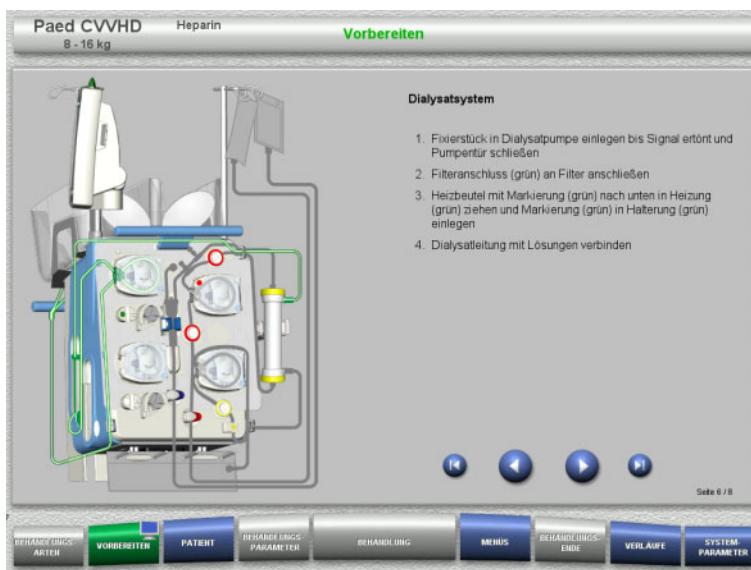 Paed CVVHD Heparin
8 - 16 kg
Vorbereiten
Dialysatsystem
1. Fixierstück in Dialysatpumpe einlegen bis Signal ertönt und
Pumpentür schließen
2. Filteranschluss (grün) an Filter anschließen
3. Heizbeutel mit Markierung (grün) nach unten in Heizung
(grün) ziehen und Markierung (grün) in Halterung (grün)
einlegen
4. Dialysatleitung mit Lösungen verbinden
Seite 6 / 8
BEHANDLUNGS-
ARTEN
VORBEREITEN
PATIENT
BEHANDLUNGS-
PARAMETER
BEHANDLUNG
MENÜS
BEHANDLUNGS-
ENDE
VERLÄUFE
SYSTEM-
PARAMETER